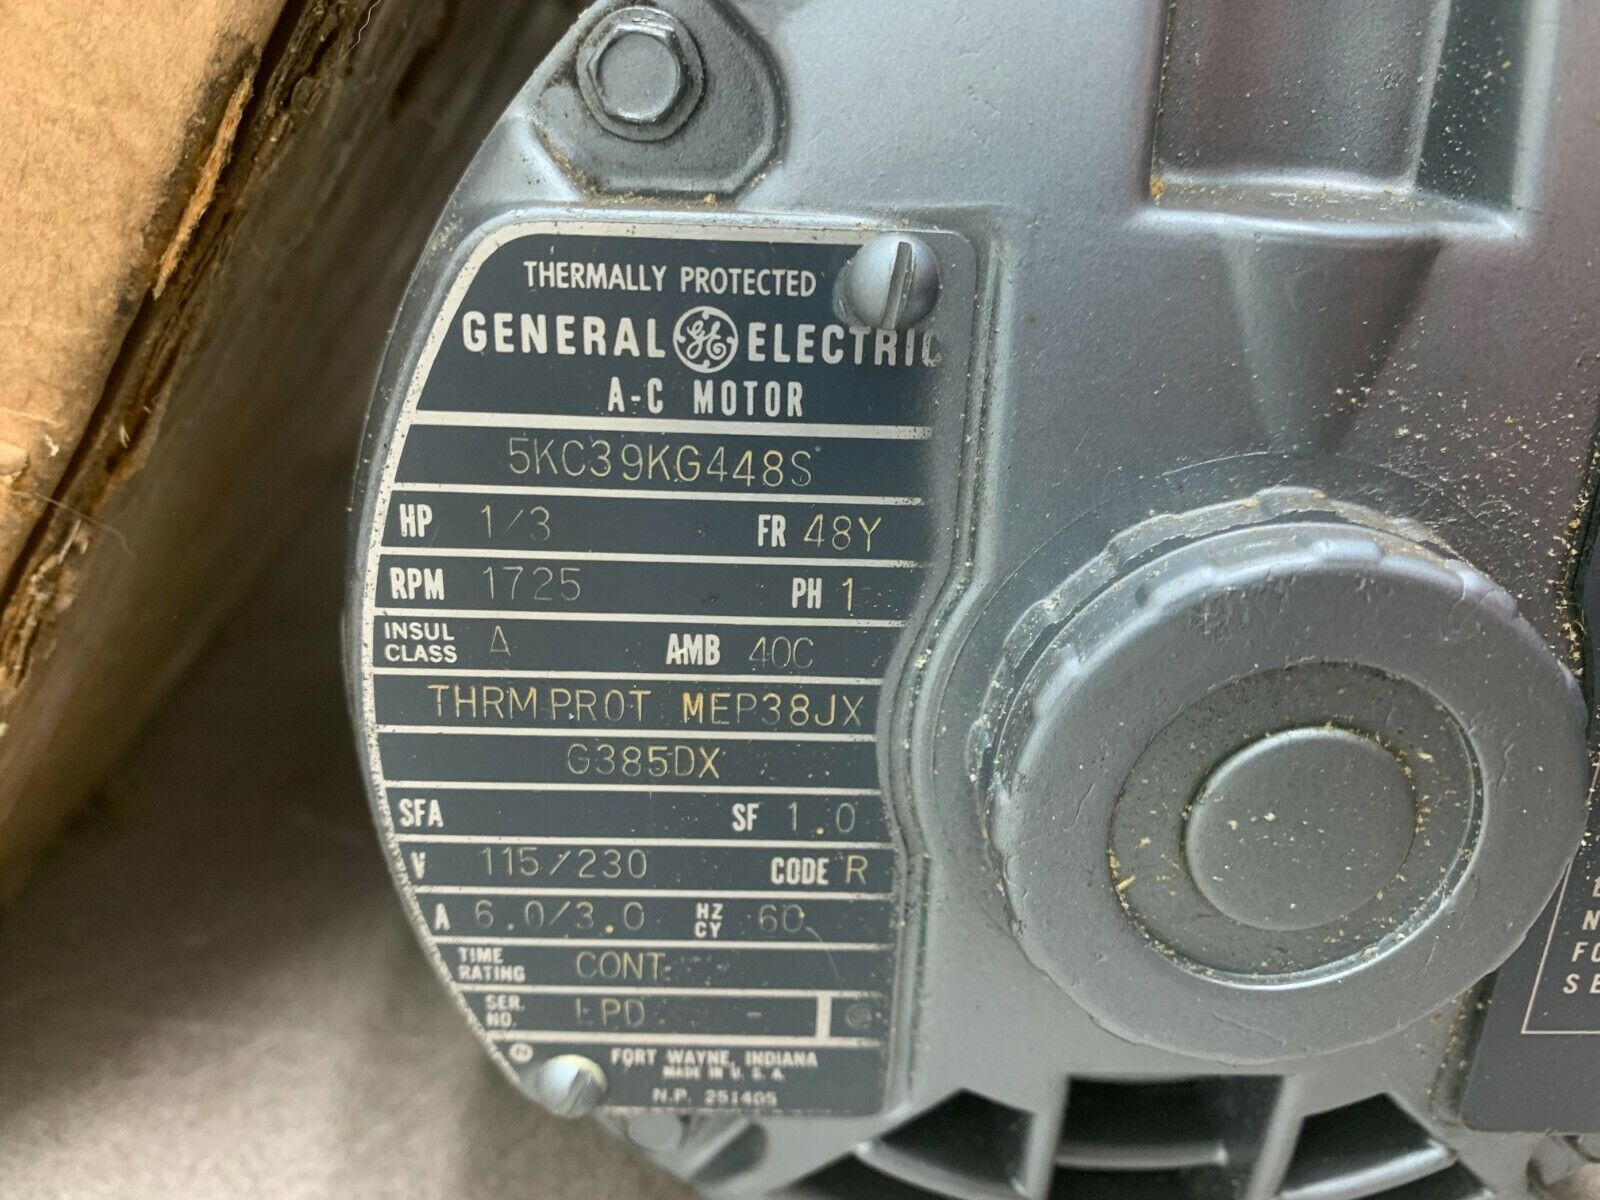 THERMALLY PROTECTED
GENERAL GE ELECTRIC
A-C MOTOR
5KC39KG448S
HP 1/3 FR 48Y
RPM 1725 PH 1
INSUL CLASS A AMB 40C
THRM.PROT MEP38JX
G385DX
SFA SF 1.0
V 115/230 CODE R
A 6.0/3.0 HZ CY 60
TIME RATING CONT
SER. NO. LPD -
FORT WAYNE, INDIANA
MADE IN U.S.A.
N.P. 251405
N
FO
SE